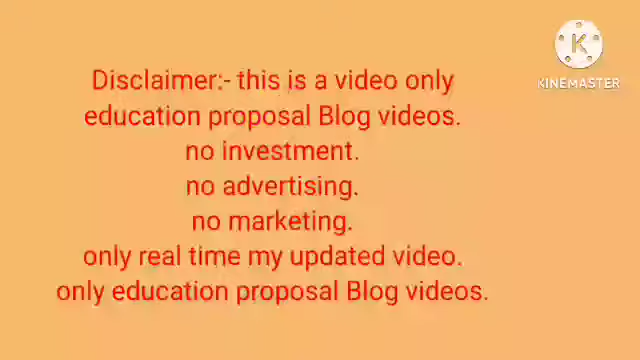 Disclaimer:- this is a video only
education proposal Blog videos.
no investment.
no advertising.
no marketing.
only real time my updated video.
only education proposal Blog videos.
K
KINEMASTER